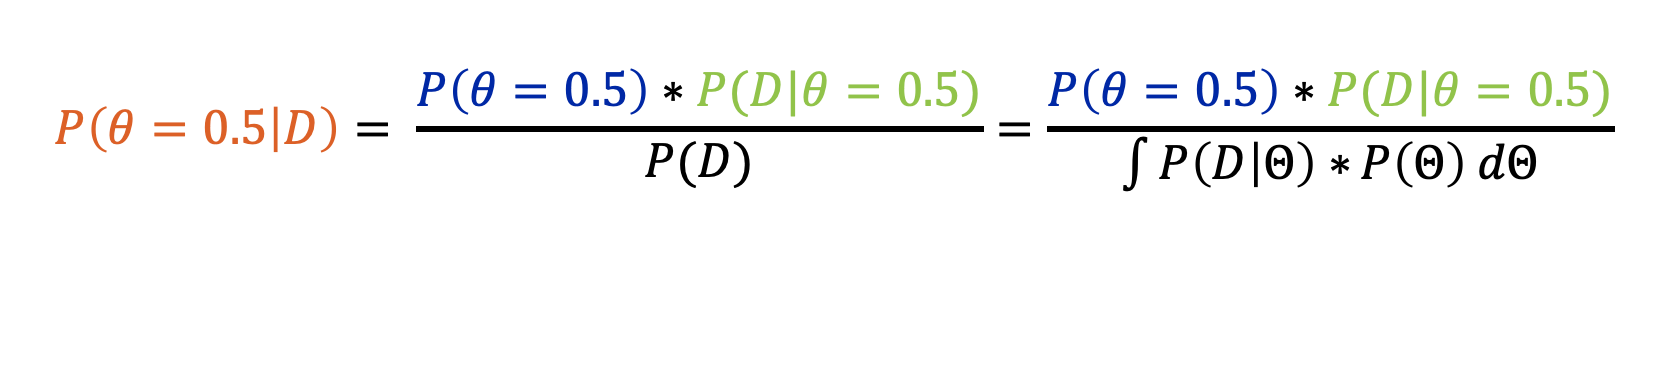 P(θ = 0.5|D) = P(θ = 0.5) * P(D|θ = 0.5) / P(D) = P(θ = 0.5) * P(D|θ = 0.5) / ∫ P(D|Θ) * P(Θ) dΘ